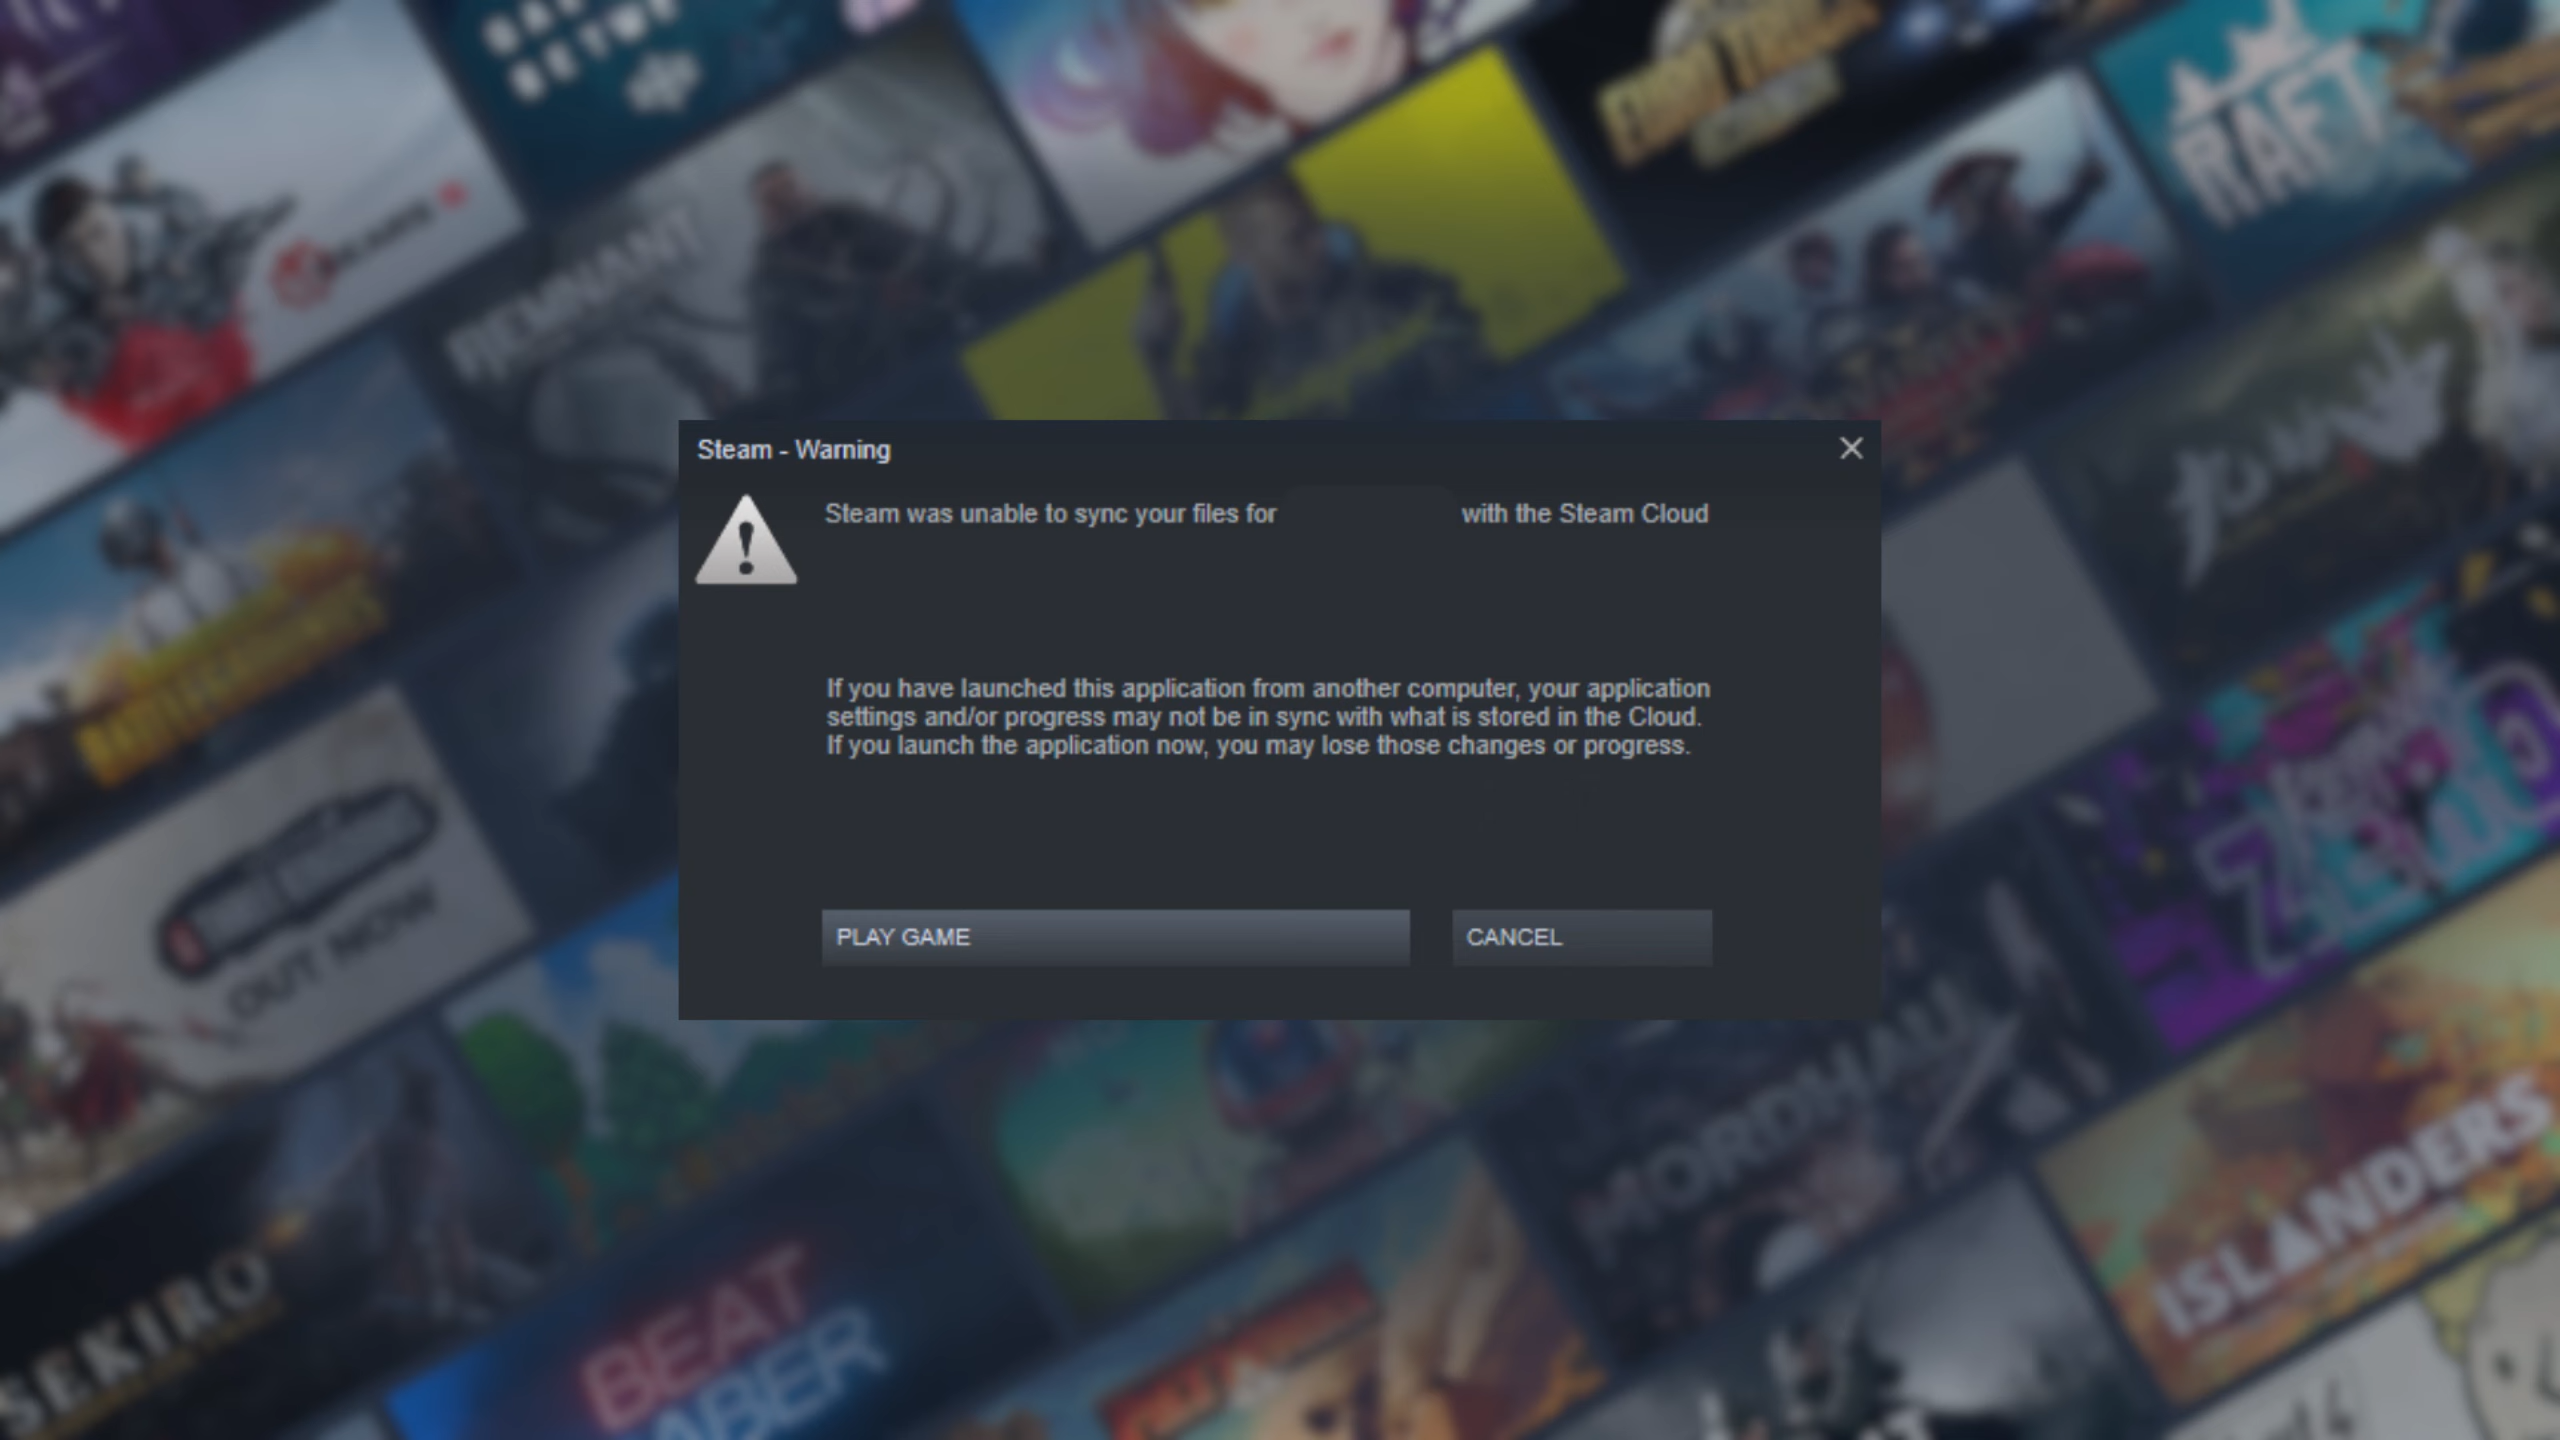 RAFT
REMNANT
Steam - Warning
Steam was unable to sync your files for with the Steam Cloud
If you have launched this application from another computer, your application
settings and/or progress may not be in sync with what is stored in the Cloud.
If you launch the application now, you may lose those changes or progress.
PLAY GAME
CANCEL
OUT NOW
MORDHAU
ISLANDERS
SEKIRO
BEAT